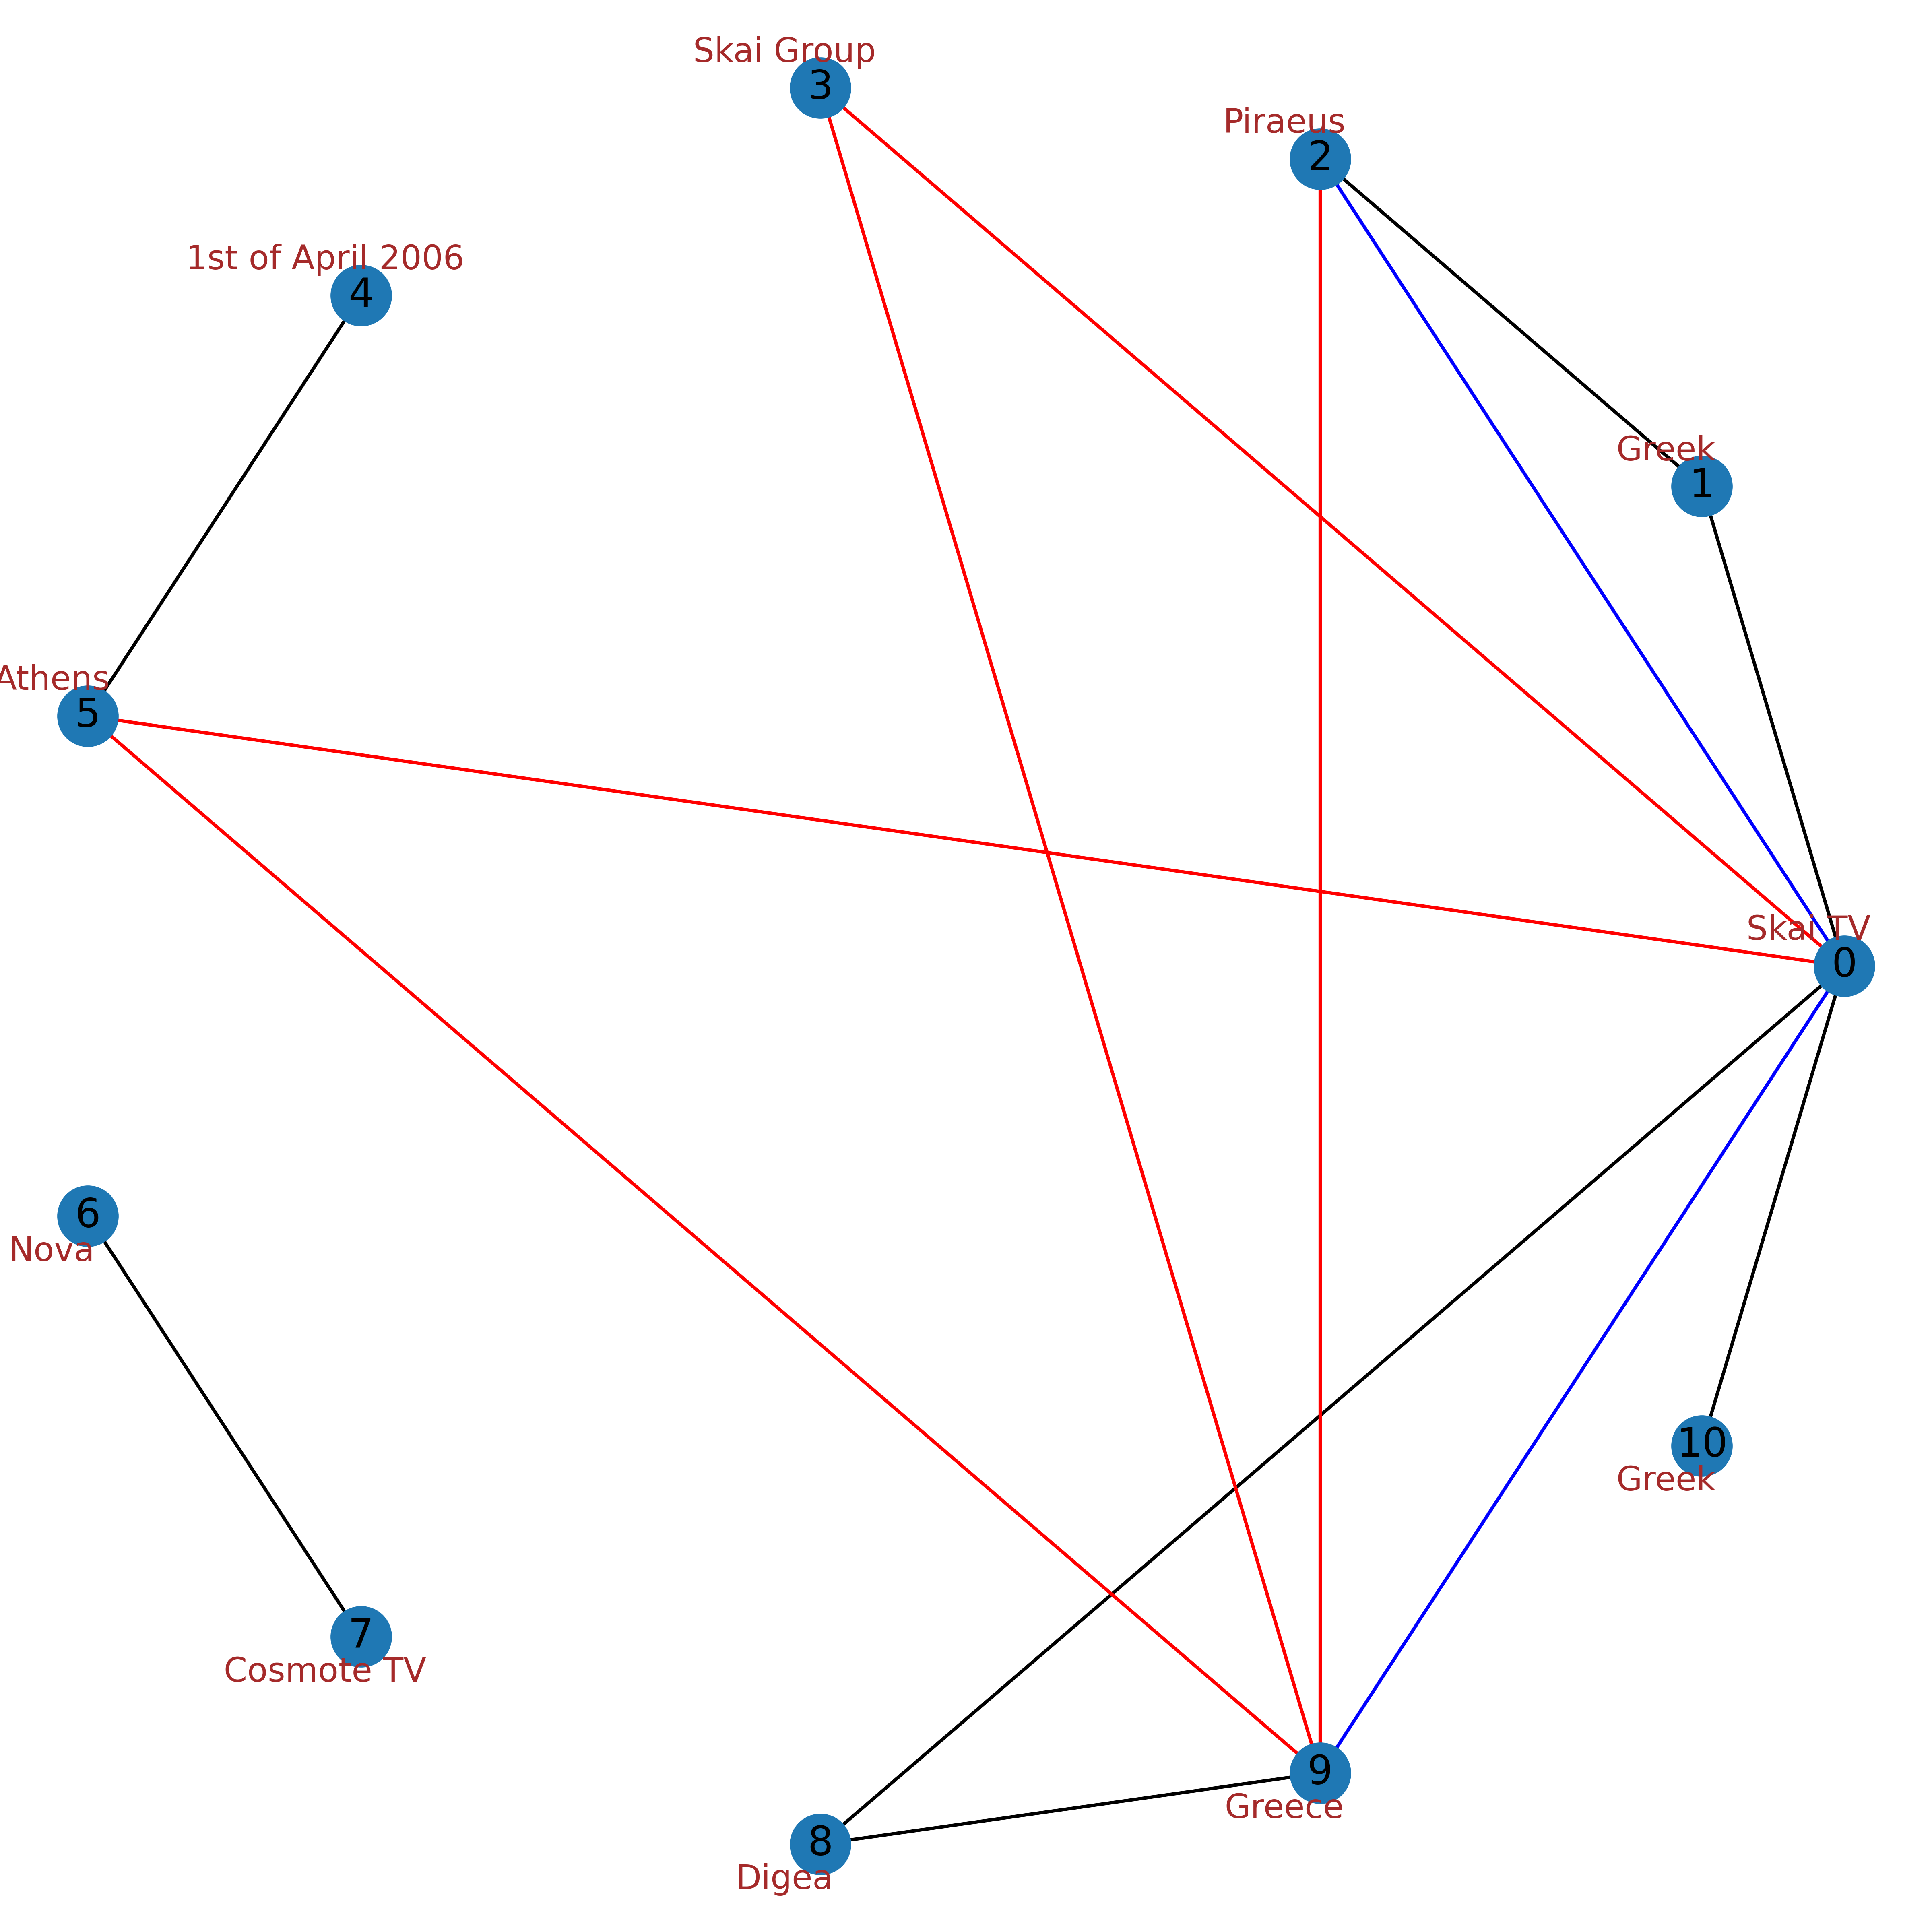 Skai Group
3
Piraeus
2
1st of April 2006
4
Greek
1
Athens
5
Skai TV
0
6
Nova
10
Greek
7
Cosmote TV
9
Greece
8
Digea